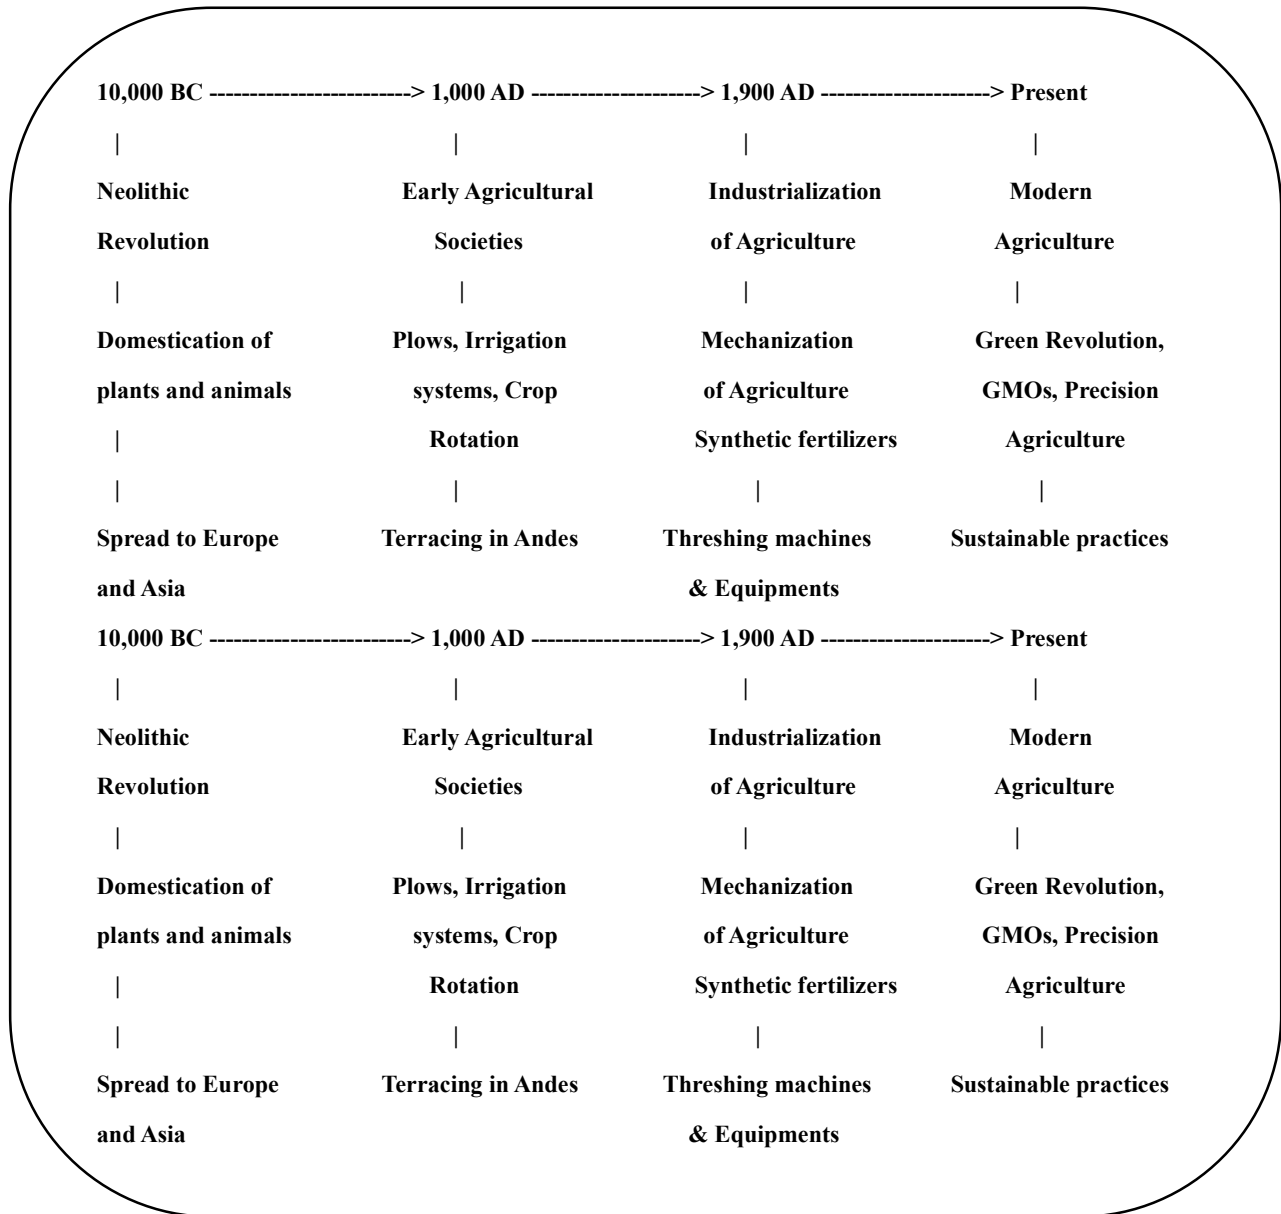 10,000 BC -------------------------> 1,000 AD ---------------------> 1,900 AD ---------------------> Present
| | | |
Neolithic Early Agricultural Industrialization Modern
Revolution Societies of Agriculture Agriculture
| | | |
Domestication of Plows, Irrigation Mechanization Green Revolution,
plants and animals systems, Crop of Agriculture GMOs, Precision
| Rotation Synthetic fertilizers Agriculture
| | | |
Spread to Europe Terracing in Andes Threshing machines Sustainable practices
and Asia & Equipments
10,000 BC -------------------------> 1,000 AD ---------------------> 1,900 AD ---------------------> Present
| | | |
Neolithic Early Agricultural Industrialization Modern
Revolution Societies of Agriculture Agriculture
| | | |
Domestication of Plows, Irrigation Mechanization Green Revolution,
plants and animals systems, Crop of Agriculture GMOs, Precision
| Rotation Synthetic fertilizers Agriculture
| | | |
Spread to Europe Terracing in Andes Threshing machines Sustainable practices
and Asia & Equipments